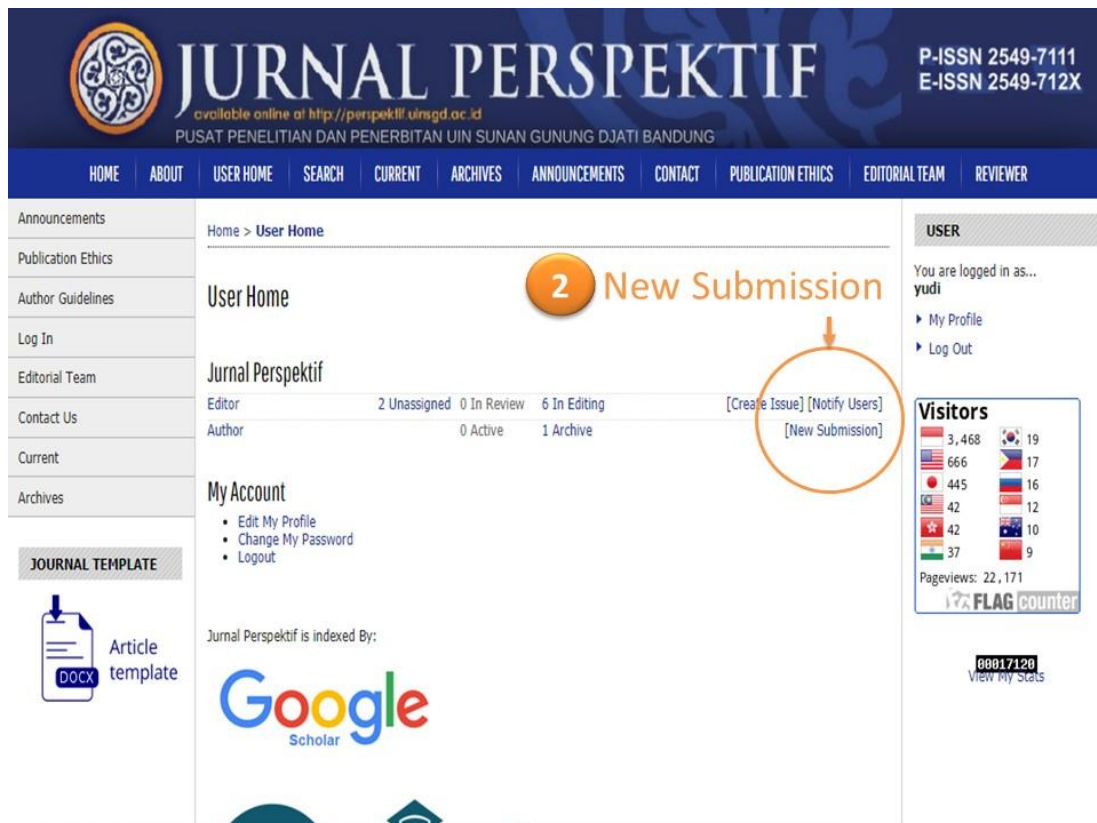 JURNAL PERSPEKTIF
available online at http://perspektif.uinsgd.ac.id
PUSAT PENELITIAN DAN PENERBITAN UIN SUNAN GUNUNG DJATI BANDUNG
P-ISSN 2549-7111
E-ISSN 2549-712X
HOME ABOUT USER HOME SEARCH CURRENT ARCHIVES ANNOUNCEMENTS CONTACT PUBLICATION ETHICS EDITORIAL TEAM REVIEWER
Announcements
Publication Ethics
Author Guidelines
Log In
Editorial Team
Contact Us
Current
Archives
JOURNAL TEMPLATE
DOCX
Article
template
Home > User Home
2 New Submission
User Home
Jurnal Perspektif
Editor 2 Unassigned 0 In Review 6 In Editing [Create Issue] [Notify Users]
Author 0 Active 1 Archive [New Submission]
My Account
• Edit My Profile
• Change My Password
• Logout
Jurnal Perspektif is indexed By:
Google
Scholar
USER
You are logged in as...
yudi
My Profile
Log Out
Visitors
3,468 19
666 17
445 16
42 12
42 10
37 9
Pageviews: 22,171
FLAG counter
00017120
View My Stats